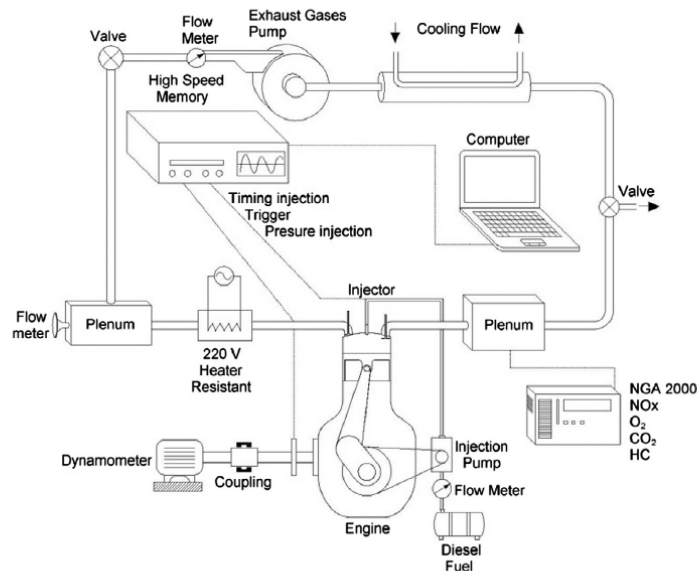 Exhaust Gases
Pump
Flow
Meter
Valve
Cooling Flow
High Speed
Memory
Computer
Timing injection
Trigger
Presure injection
Valve
Injector
Flow
meter
Plenum
Plenum
220 V
Heater
Resistant
NGA 2000
NOx
O₂
CO₂
HC
Dynamometer
Coupling
Injection
Pump
Flow Meter
Engine
Diesel
Fuel